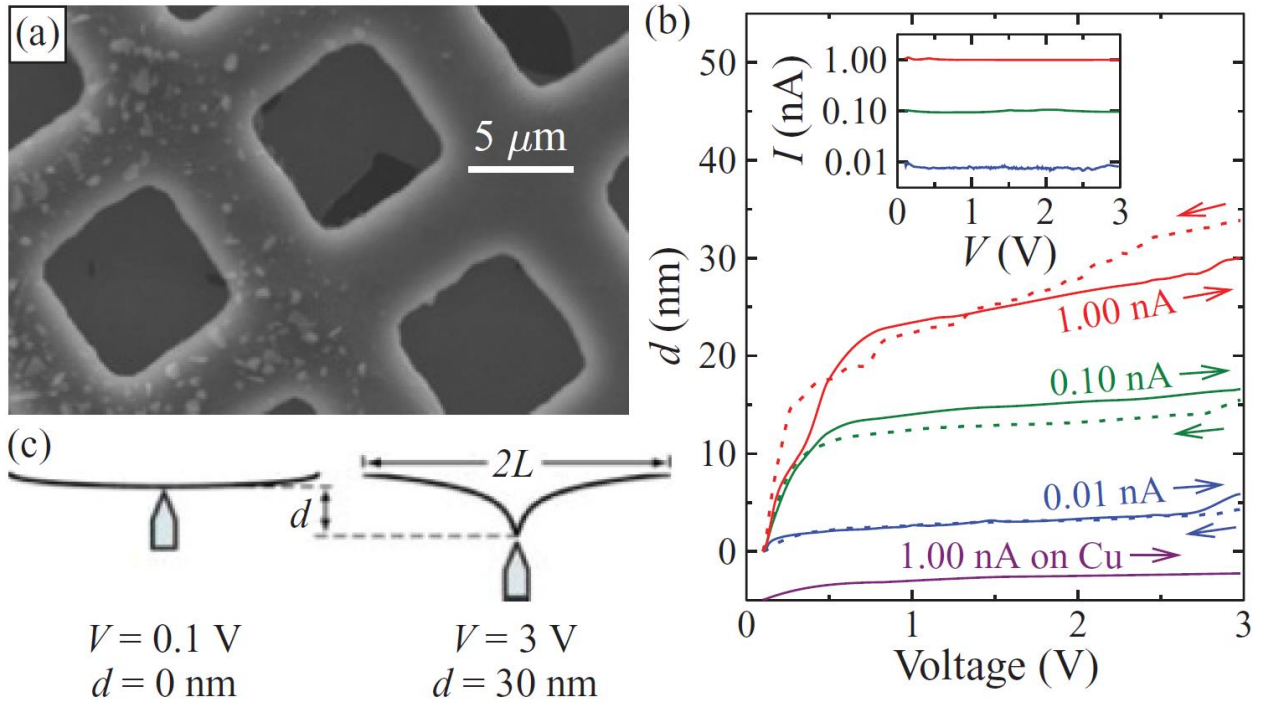 (a)
5 μm
(b)
50
40
30
20
10
0
d (nm)
0
1
2
3
Voltage (V)
1.00
0.10
0.01
I (nA)
0
1
2
3
V (V)
1.00 nA
0.10 nA
0.01 nA
1.00 nA on Cu
(c)
d
2L
V = 0.1 V
d = 0 nm
V = 3 V
d = 30 nm